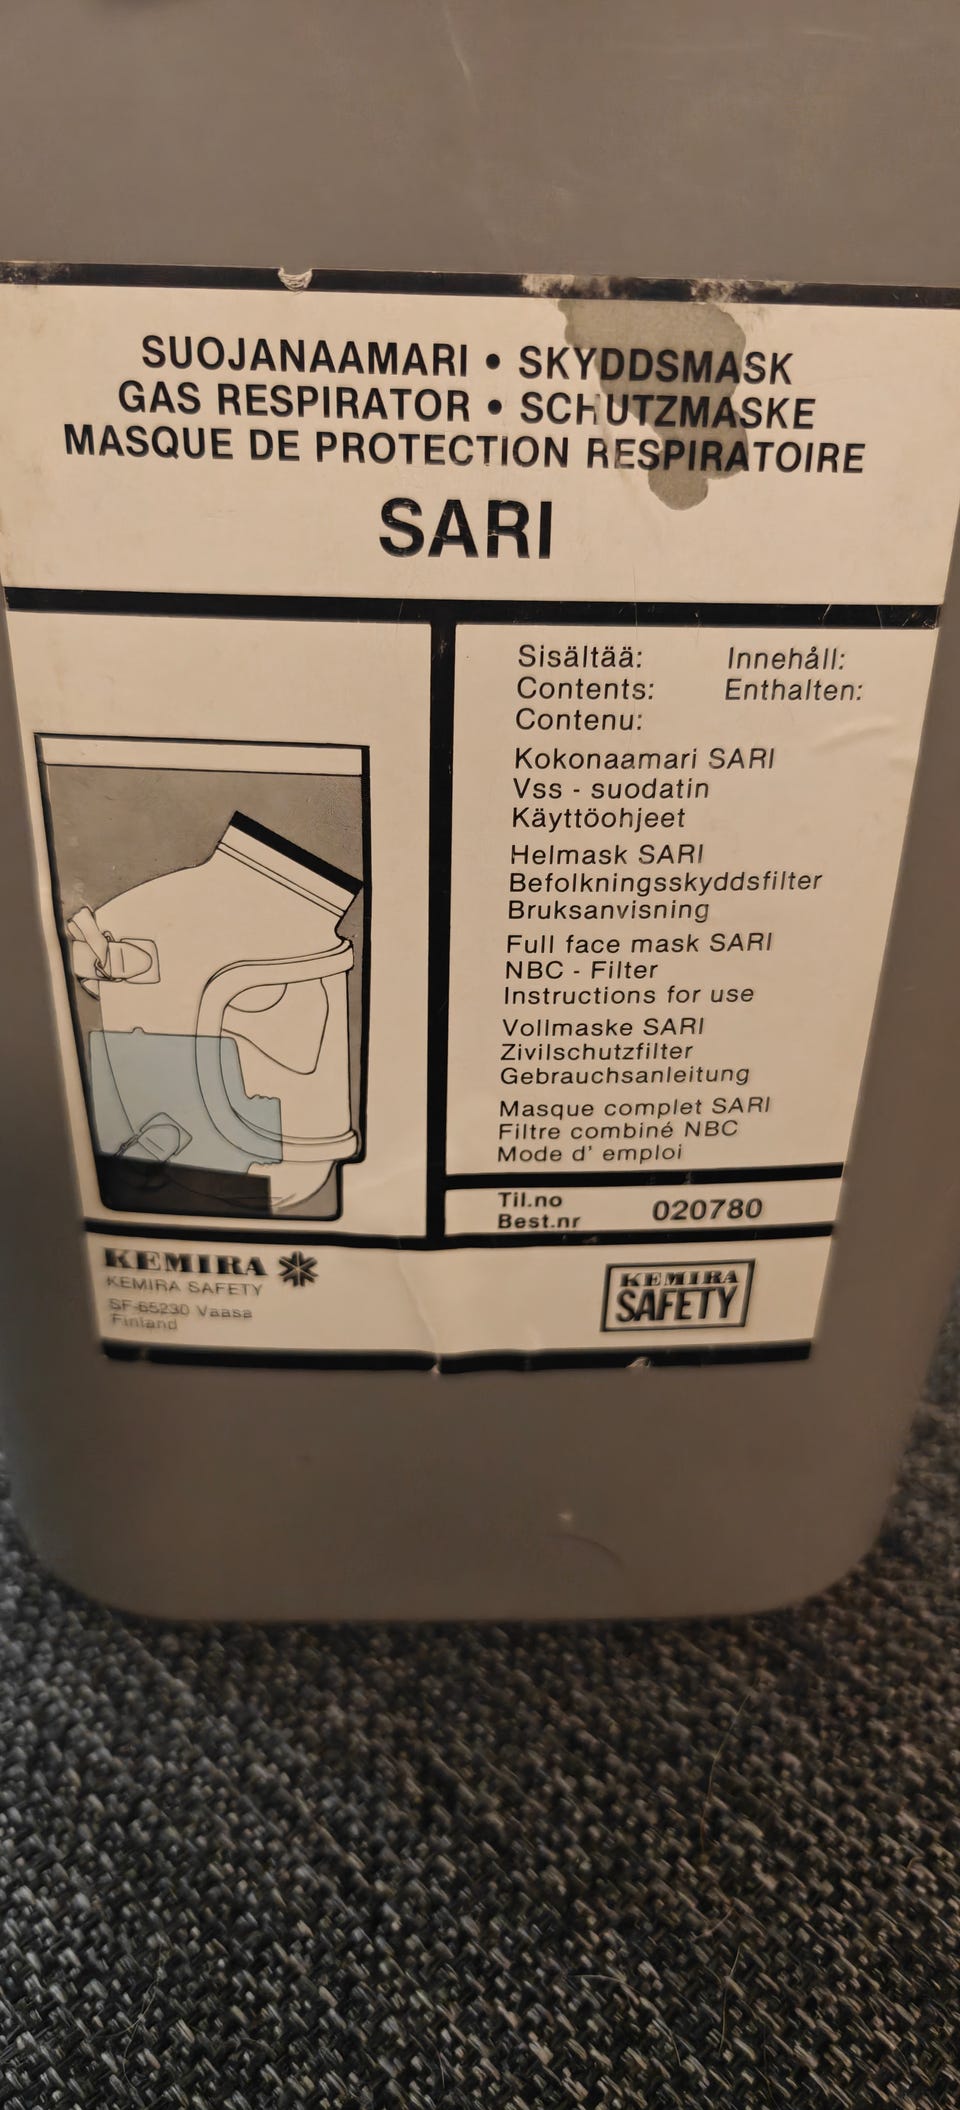 SUOJANAAMARI • SKYDDSMASK
GAS RESPIRATOR • SCHUTZMASKE
MASQUE DE PROTECTION RESPIRATOIRE
SARI
Sisältää: Innehåll:
Contents: Enthalten:
Contenu:
Kokonaamari SARI
Vss - suodatin
Käyttöohjeet
Helmask SARI
Befolkningsskyddsfilter
Bruksanvisning
Full face mask SARI
NBC - Filter
Instructions for use
Vollmaske SARI
Zivilschutzfilter
Gebrauchsanleitung
Masque complet SARI
Filtre combiné NBC
Mode d' emploi
Til.no
Best.nr 020780
KEMIRA
KEMIRA SAFETY
SF-65230 Vaasa
Finland
KEMIRA
SAFETY